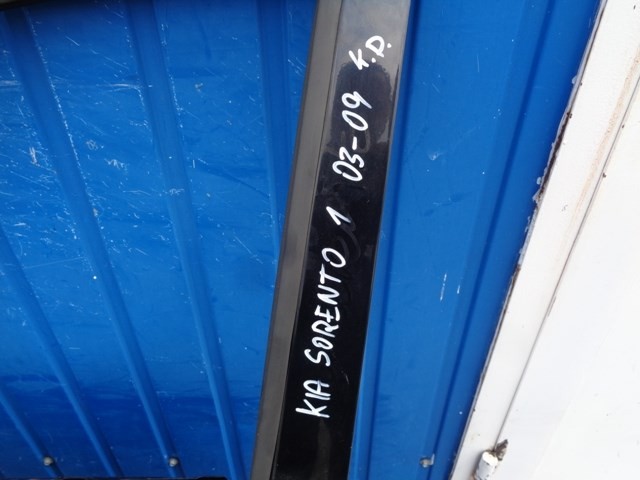 KIA SORENTO 1 03-09 т.D.